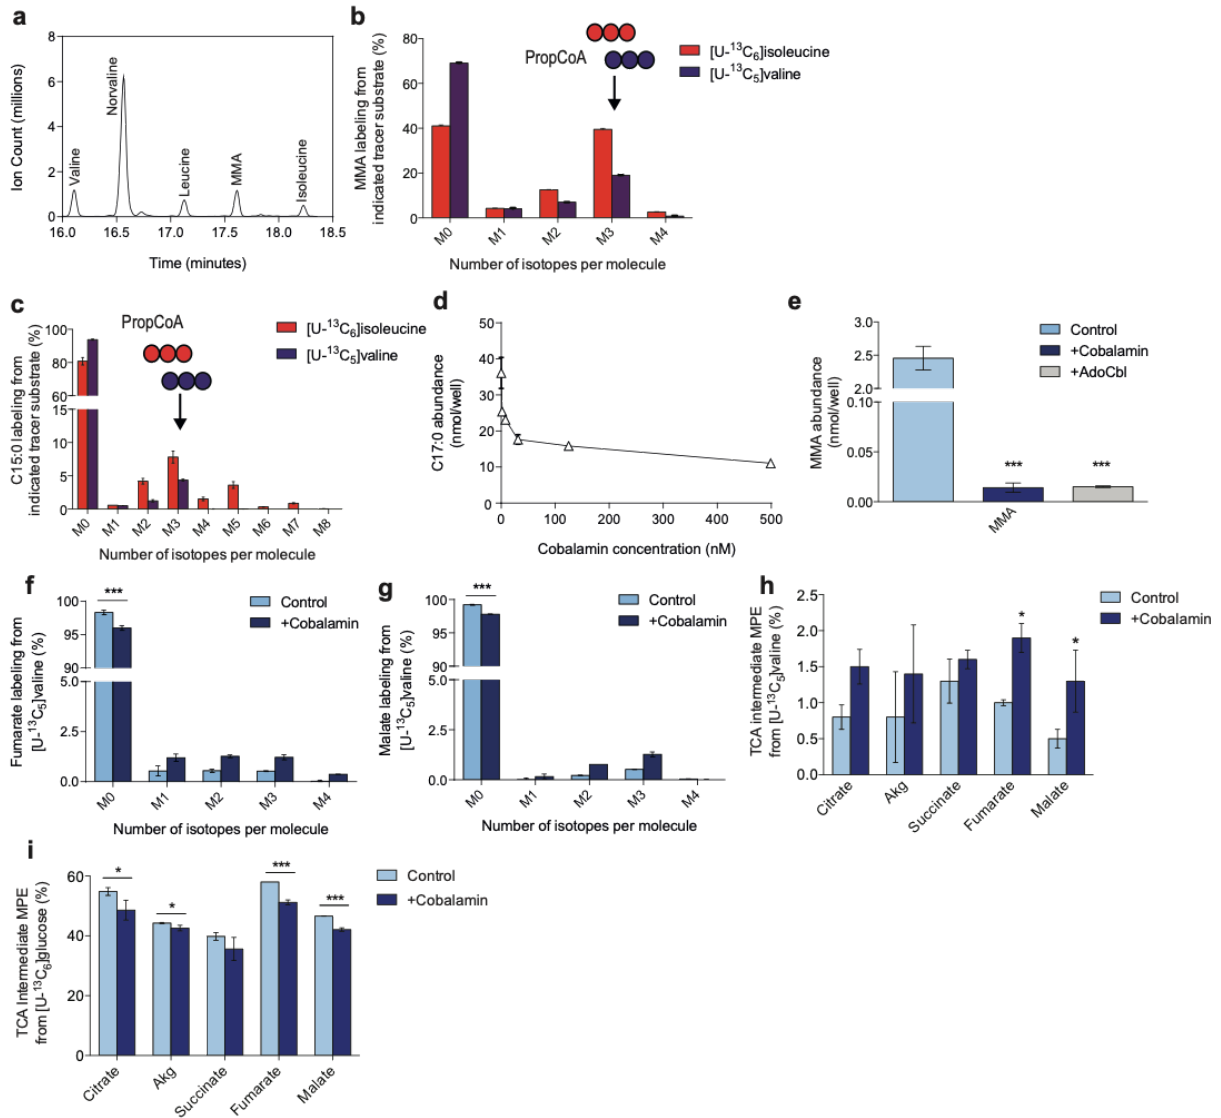 a
Ion Count (millions)
8
6
4
2
0
Valine
Norvaline
Leucine
MMA
Isoleucine
16.0 16.5 17.0 17.5 18.0 18.5
Time (minutes)
b
MMA labeling from
indicated tracer substrate (%)
80
60
40
20
0
PropCoA
[U-¹³C₆]isoleucine
[U-¹³C₅]valine
M0 M1 M2 M3 M4
Number of isotopes per molecule
c
C15:0 labeling from
indicated tracer substrate (%)
100
80
60
15
10
5
0
PropCoA
[U-¹³C₆]isoleucine
[U-¹³C₅]valine
M0 M1 M2 M3 M4 M5 M6 M7 M8
Number of isotopes per molecule
d
C17:0 abundance
(nmol/well)
50
40
30
20
10
0
0 100 200 300 400 500
Cobalamin concentration (nM)
e
MMA abundance
(nmol/well)
3.0
2.5
2.0
0.10
0.05
0.00
*** ***
MMA
Control
+Cobalamin
+AdoCbl
f
Fumarate labeling from
[U-¹³C₅]valine (%)
100
95
90
5.0
2.5
0.0
***
Control
+Cobalamin
M0 M1 M2 M3 M4
Number of isotopes per molecule
g
Malate labeling from
[U-¹³C₅]valine (%)
100
95
90
5.0
2.5
0.0
***
Control
+Cobalamin
M0 M1 M2 M3 M4
Number of isotopes per molecule
h
TCA intermediate MPE
from [U-¹³C₅]valine (%)
2.5
2.0
1.5
1.0
0.5
0.0
* *
Control
+Cobalamin
Citrate Akg Succinate Fumarate Malate
i
TCA Intermediate MPE
from [U-¹³C₆]glucose (%)
60
40
20
0
* * *** ***
Control
+Cobalamin
Citrate Akg Succinate Fumarate Malate